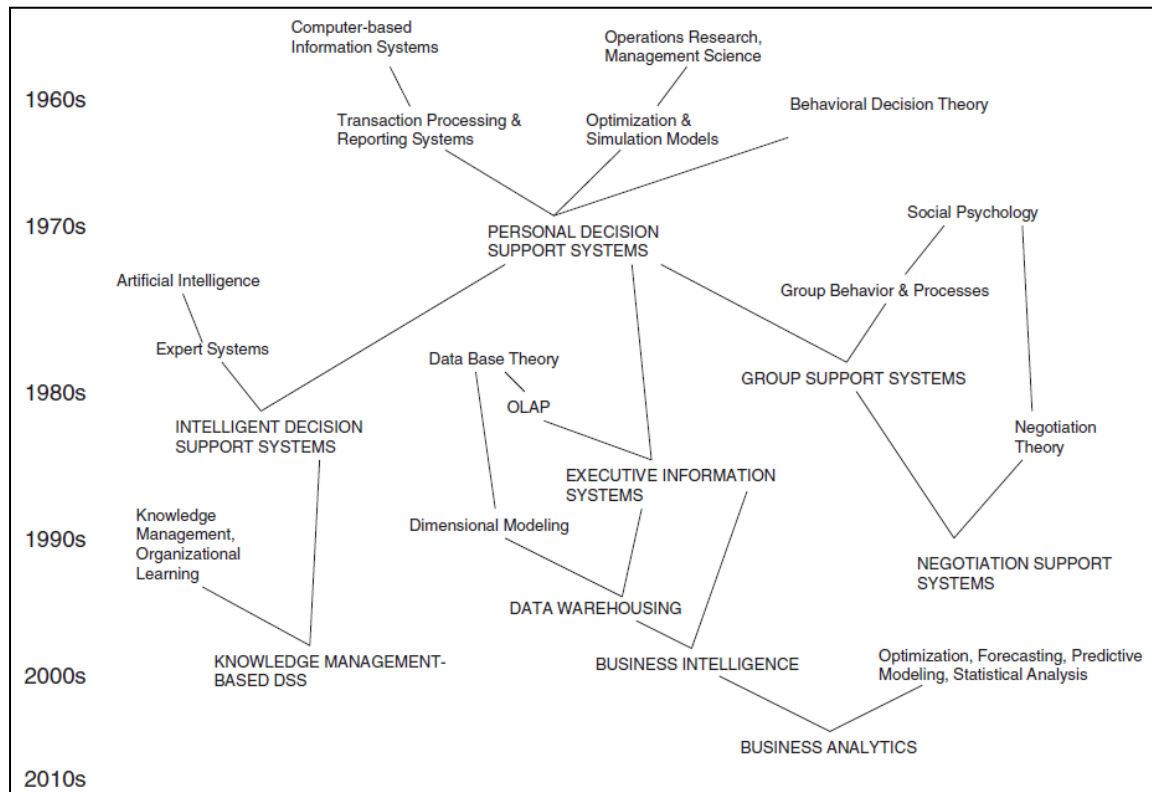 Computer-based
Information Systems
Operations Research,
Management Science
1960s
Behavioral Decision Theory
Transaction Processing &
Reporting Systems
Optimization &
Simulation Models
Social Psychology
1970s
PERSONAL DECISION
SUPPORT SYSTEMS
Artificial Intelligence
Group Behavior & Processes
Expert Systems
Data Base Theory
GROUP SUPPORT SYSTEMS
1980s
OLAP
INTELLIGENT DECISION
SUPPORT SYSTEMS
Negotiation
Theory
EXECUTIVE INFORMATION
SYSTEMS
Knowledge
Management,
Organizational
Learning
Dimensional Modeling
1990s
NEGOTIATION SUPPORT
SYSTEMS
DATA WAREHOUSING
KNOWLEDGE MANAGEMENT-
BASED DSS
BUSINESS INTELLIGENCE
Optimization, Forecasting, Predictive
Modeling, Statistical Analysis
2000s
BUSINESS ANALYTICS
2010s